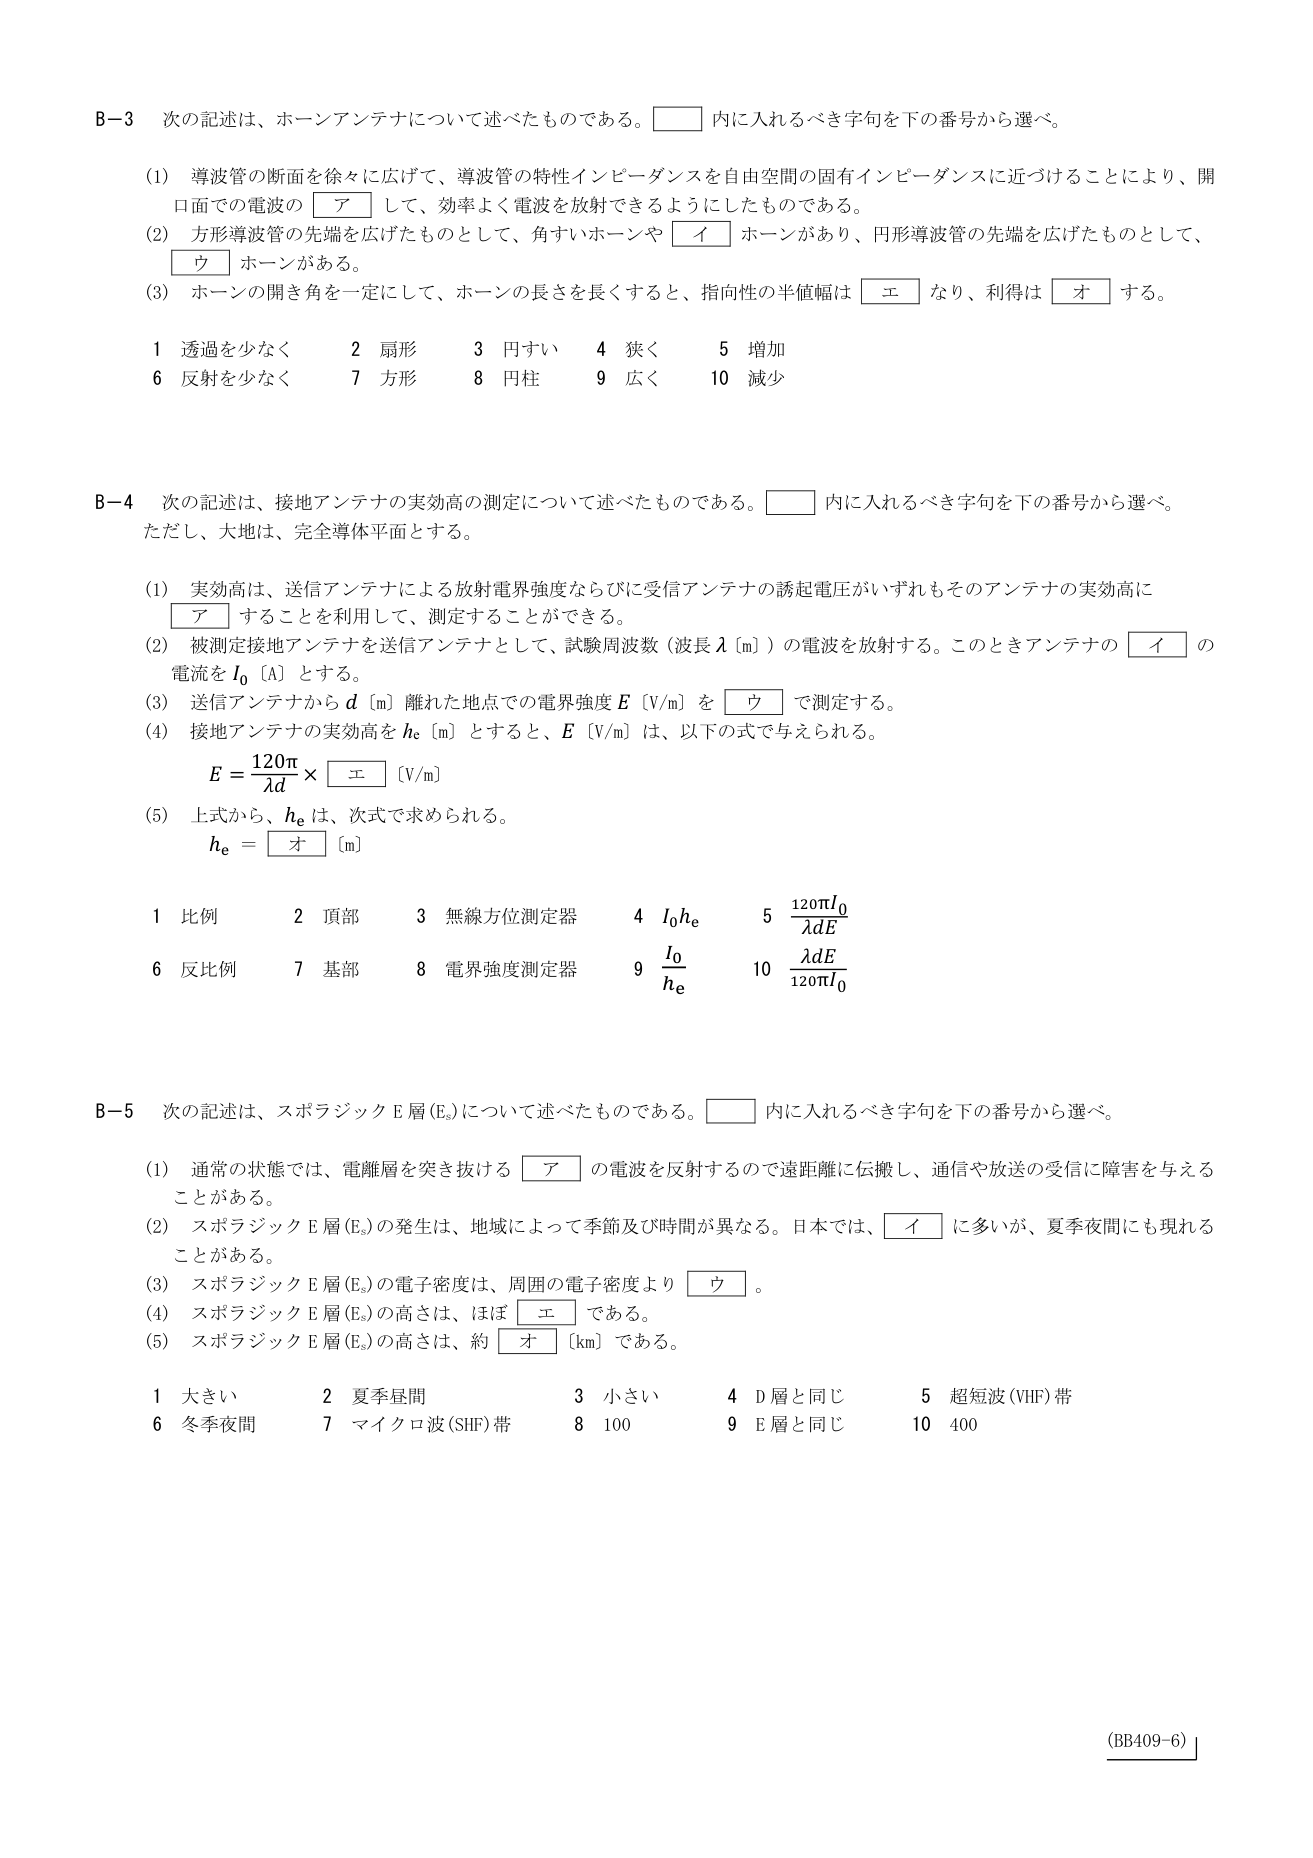 B－3 次の記述は、ホーンアンテナについて述べたものである。 内に入れるべき字句を下の番号から選べ。
(1) 導波管の断面を徐々に広げて、導波管の特性インピーダンスを自由空間の固有インピーダンスに近づけることにより、開
口面での電波の ア して、効率よく電波を放射できるようにしたものである。
(2) 方形導波管の先端を広げたものとして、角すいホーンや イ ホーンがあり、円形導波管の先端を広げたものとして、
ウ ホーンがある。
(3) ホーンの開き角を一定にして、ホーンの長さを長くすると、指向性の半値幅は エ なり、利得は オ する。
1 透過を少なく 2 扇形 3 円すい 4 狭く 5 増加
6 反射を少なく 7 方形 8 円柱 9 広く 10 減少
B－4 次の記述は、接地アンテナの実効高の測定について述べたものである。 内に入れるべき字句を下の番号から選べ。
ただし、大地は、完全導体平面とする。
(1) 実効高は、送信アンテナによる放射電界強度ならびに受信アンテナの誘起電圧がいずれもそのアンテナの実効高に
ア することを利用して、測定することができる。
(2) 被測定接地アンテナを送信アンテナとして、試験周波数（波長 λ〔m〕）の電波を放射する。このときアンテナの イ の
電流を I₀〔A〕とする。
(3) 送信アンテナから d〔m〕離れた地点での電界強度 E〔V/m〕を ウ で測定する。
(4) 接地アンテナの実効高を hₑ〔m〕とすると、E〔V/m〕は、以下の式で与えられる。
E = 120π/λd × エ 〔V/m〕
(5) 上式から、hₑ は、次式で求められる。
hₑ ＝ オ 〔m〕
1 比例 2 頂部 3 無線方位測定器 4 I₀hₑ 5 120πI₀/λdE
6 反比例 7 基部 8 電界強度測定器 9 I₀/hₑ 10 λdE/120πI₀
B－5 次の記述は、スポラジック E 層(Eₛ)について述べたものである。 内に入れるべき字句を下の番号から選べ。
(1) 通常の状態では、電離層を突き抜ける ア の電波を反射するので遠距離に伝搬し、通信や放送の受信に障害を与える
ことがある。
(2) スポラジック E 層(Eₛ)の発生は、地域によって季節及び時間が異なる。日本では、 イ に多いが、夏季夜間にも現れる
ことがある。
(3) スポラジック E 層(Eₛ)の電子密度は、周囲の電子密度より ウ 。
(4) スポラジック E 層(Eₛ)の高さは、ほぼ エ である。
(5) スポラジック E 層(Eₛ)の高さは、約 オ 〔km〕である。
1 大きい 2 夏季昼間 3 小さい 4 D 層と同じ 5 超短波(VHF)帯
6 冬季夜間 7 マイクロ波(SHF)帯 8 100 9 E 層と同じ 10 400
(BB409-6)